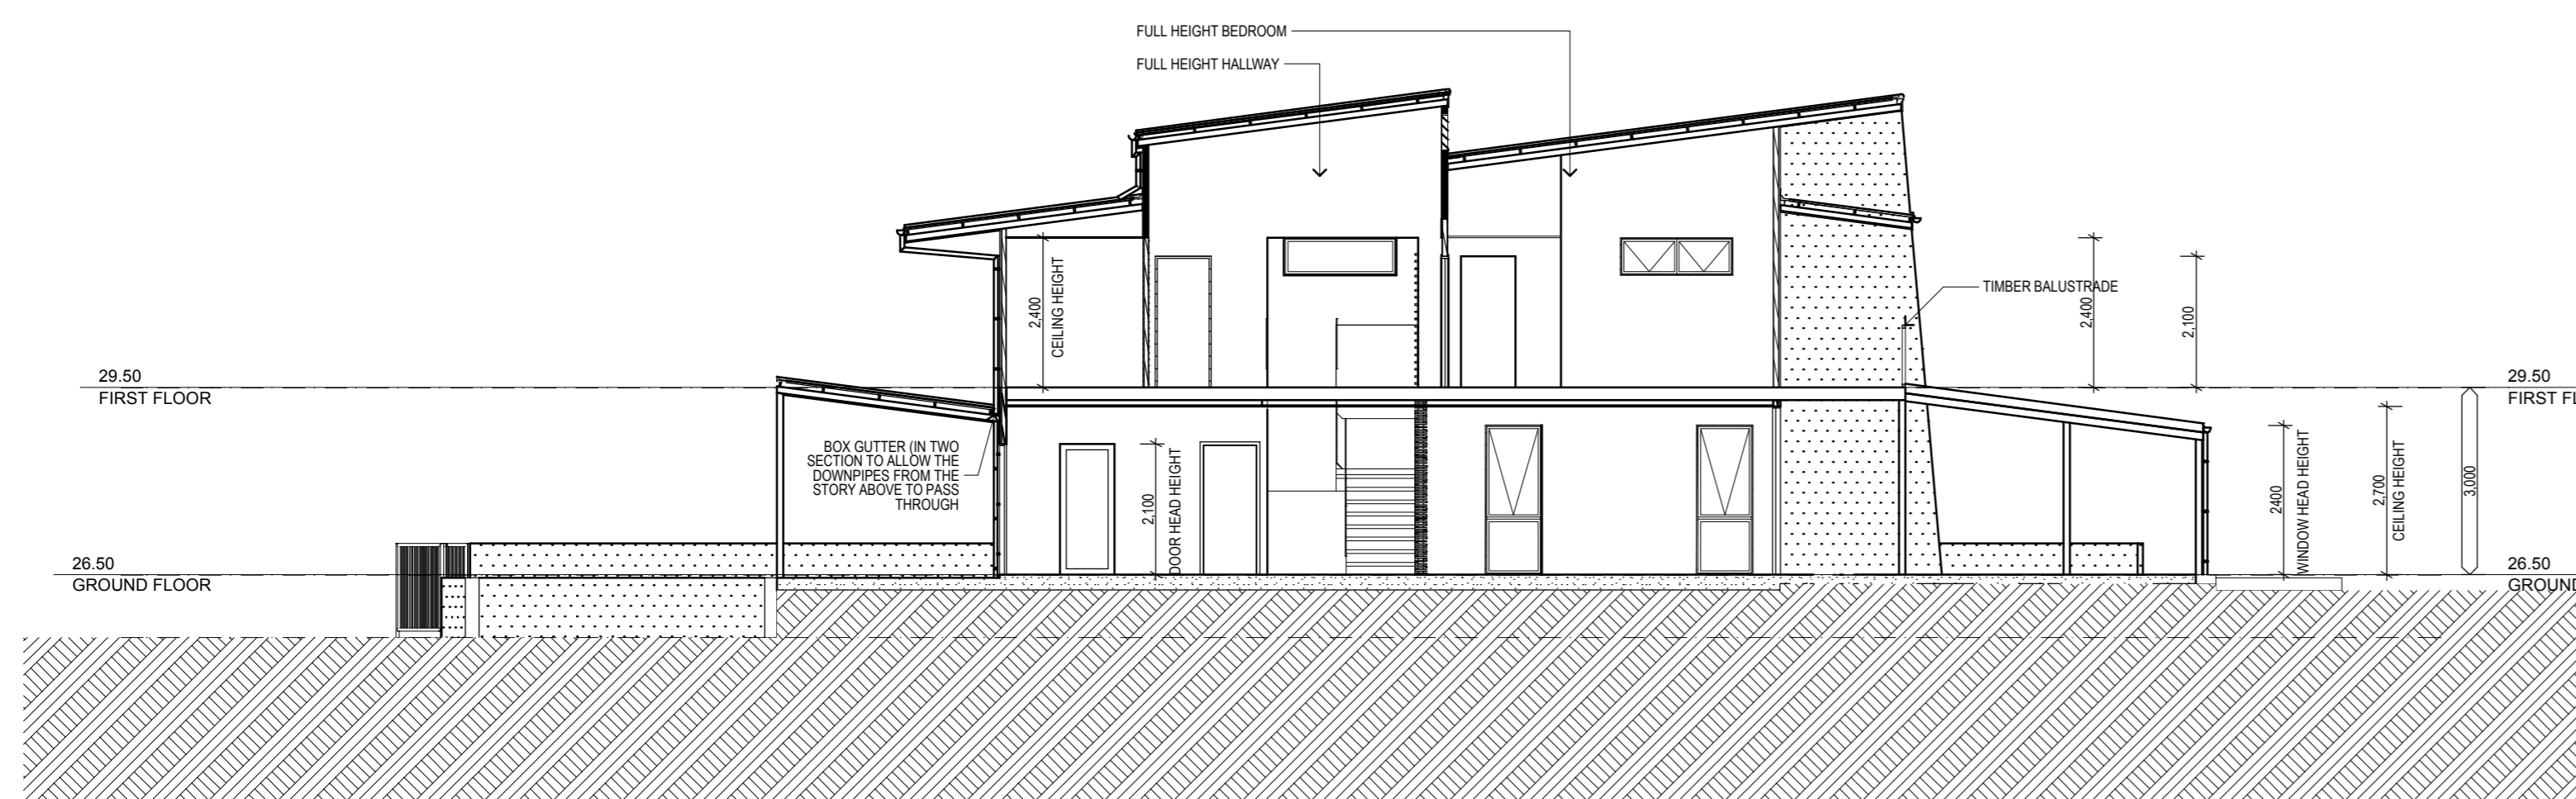 FULL HEIGHT BEDROOM
FULL HEIGHT HALLWAY
TIMBER BALUSTRADE
2,400
CEILING HEIGHT
2,400
2,100
29.50
FIRST FLOOR
29.50
FIRST FL
BOX GUTTER (IN TWO
SECTION TO ALLOW THE
DOWNPIPES FROM THE
STORY ABOVE TO PASS
THROUGH
2,100
DOOR HEAD HEIGHT
2400
WINDOW HEAD HEIGHT
2,700
CEILING HEIGHT
3,000
26.50
GROUND FLOOR
26.50
GROUND